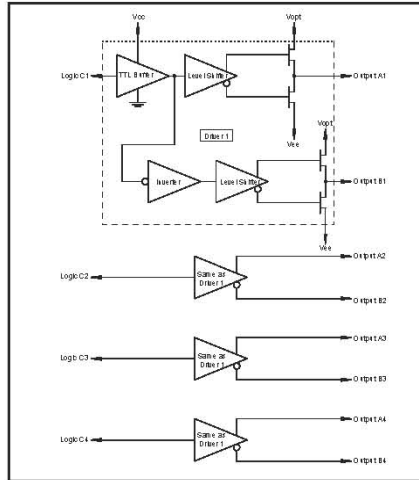 Vcc
Vopt
Logic C1
TTL Buffer
Level Shifter
Output A1
Driver 1
Vee
Vopt
Inverter
Level Shifter
Output B1
Vee
Output A2
Logic C2
Same as
Driver 1
Output B2
Output A3
Logic C3
Same as
Driver 1
Output B3
Output A4
Logic C4
Same as
Driver 1
Output B4